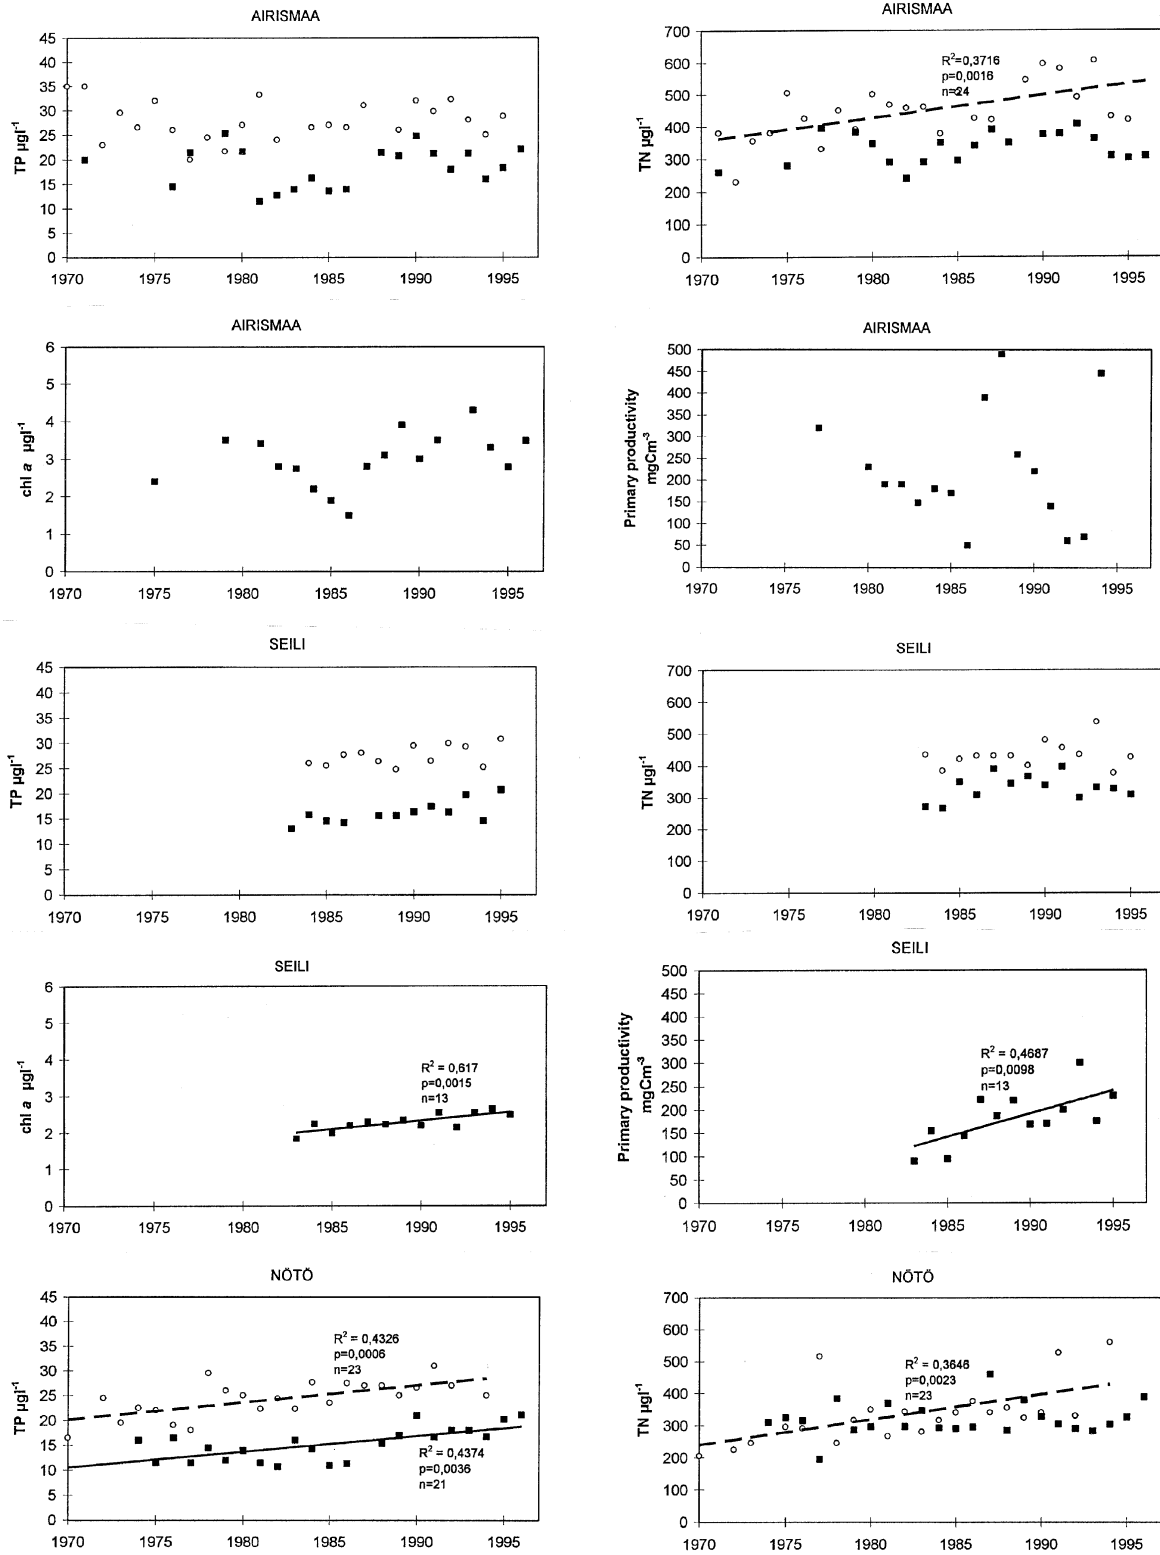 AIRISMAA
TP µgl-1
45
40
35
30
25
20
15
10
5
0
1970 1975 1980 1985 1990 1995
AIRISMAA
TN µgl-1
700
600
500
400
300
200
100
0
R2=0,3716
p=0,0016
n=24
1970 1975 1980 1985 1990 1995
AIRISMAA
chl a µgl-1
6
5
4
3
2
1
0
1970 1975 1980 1985 1990 1995
AIRISMAA
Primary productivity
mgCm-3
500
450
400
350
300
250
200
150
100
50
0
1970 1975 1980 1985 1990 1995
SEILI
TP µgl-1
45
40
35
30
25
20
15
10
5
0
1970 1975 1980 1985 1990 1995
SEILI
TN µgl-1
700
600
500
400
300
200
100
0
1970 1975 1980 1985 1990 1995
SEILI
chl a µgl-1
6
5
4
3
2
1
0
R2 = 0,617
p=0,0015
n=13
1970 1975 1980 1985 1990 1995
SEILI
Primary productivity
mgCm-3
500
450
400
350
300
250
200
150
100
50
0
R2 = 0,4687
p=0,0098
n=13
1970 1975 1980 1985 1990 1995
NÖTÖ
TP µgl-1
45
40
35
30
25
20
15
10
5
0
R2 = 0,4326
p=0,0006
n=23
R2 = 0,4374
p=0,0036
n=21
1970 1975 1980 1985 1990 1995
NÖTÖ
TN µgl-1
700
600
500
400
300
200
100
0
R2 = 0,3646
p=0,0023
n=23
1970 1975 1980 1985 1990 1995